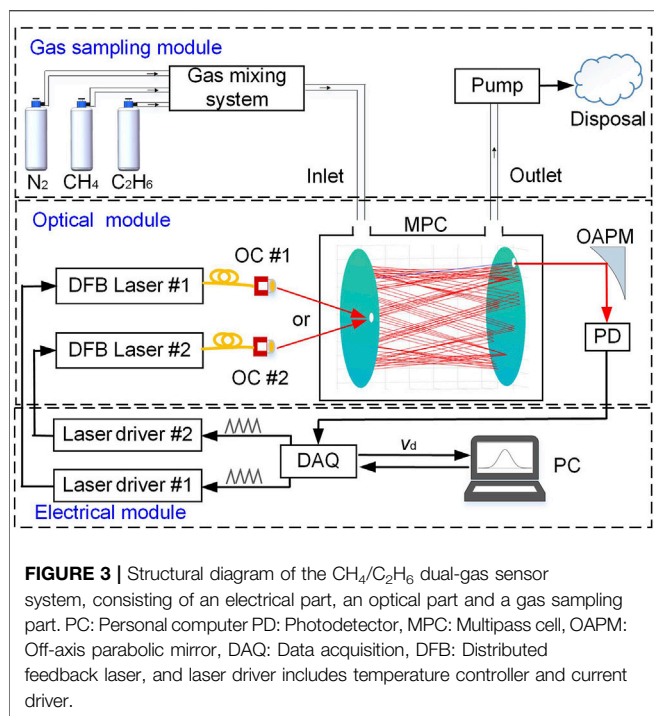 Gas sampling module
Gas mixing
system
Pump
Disposal
N₂ CH₄ C₂H₆
Inlet
Outlet
Optical module
MPC
OAPM
OC #1
DFB Laser #1
or
DFB Laser #2
PD
OC #2
Laser driver #2
DAQ
vd
PC
Laser driver #1
Electrical module
FIGURE 3 | Structural diagram of the CH₄/C₂H₆ dual-gas sensor
system, consisting of an electrical part, an optical part and a gas sampling
part. PC: Personal computer PD: Photodetector, MPC: Multipass cell, OAPM:
Off-axis parabolic mirror, DAQ: Data acquisition, DFB: Distributed
feedback laser, and laser driver includes temperature controller and current
driver.